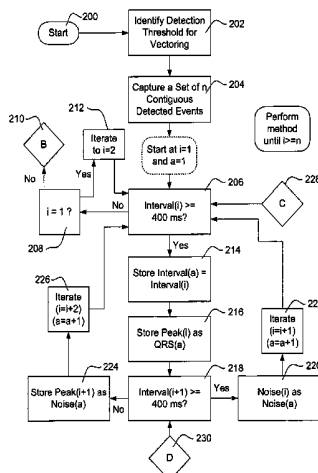 200
Start
Identify Detection
Threshold for
Vectoring
202
Capture a Set of n
Contiguous
Detected Events
204
210
B
212
Iterate
to i=2
Start at i=1
and a=1
Perform
method
until i>=n
No
Yes
206
Interval(i) >=
400 ms?
No
228
C
i = 1 ?
208
Yes
214
Store Interval(a) =
Interval(i)
226
Iterate
(i=i+2)
(a=a+1)
216
Store Peak(i) as
QRS(a)
Iterate
(i=i+1)
(a=a+1)
224
Store Peak(i+1) as
Noise(a)
No
218
Interval(i+1) >=
400 ms?
Yes
220
Noise(i) as
Noise(a)
D
230